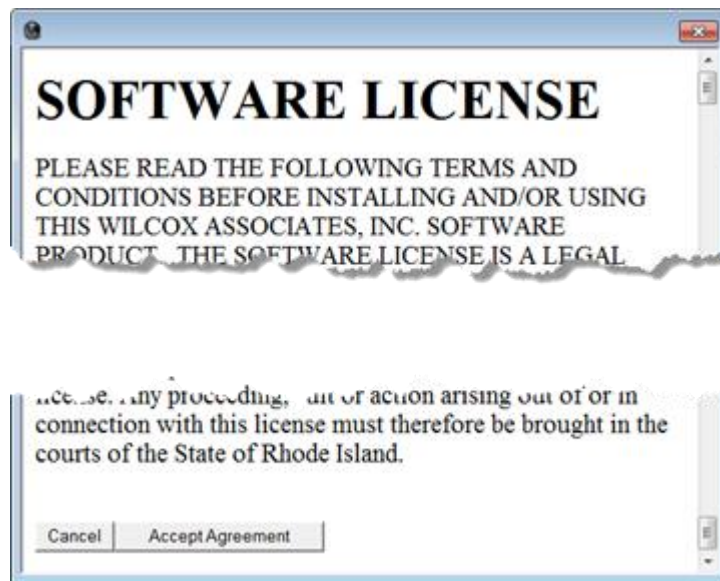 SOFTWARE LICENSE
PLEASE READ THE FOLLOWING TERMS AND
CONDITIONS BEFORE INSTALLING AND/OR USING
THIS WILCOX ASSOCIATES, INC. SOFTWARE
PRODUCT. THE SOFTWARE LICENSE IS A LEGAL
license. Any proceeding, or action arising out of or in
connection with this license must therefore be brought in the
courts of the State of Rhode Island.
Cancel Accept Agreement